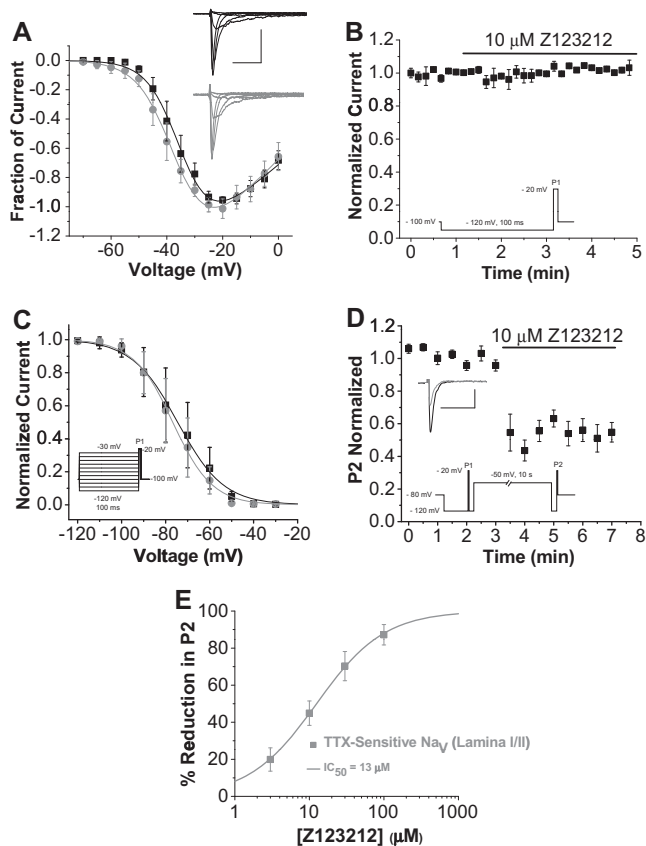 A
Fraction of Current
0.0
-0.2
-0.4
-0.6
-0.8
-1.0
-1.2
-60 -40 -20 0
Voltage (mV)
B
10 μM Z123212
Normalized Current
1.2
1.0
0.8
0.6
0.4
0.2
0.0
P1
- 20 mV
- 100 mV
-120 mV, 100 ms
0 1 2 3 4 5
Time (min)
C
Normalized Current
1.0
0.8
0.6
0.4
0.2
0.0
P1
-30 mV
-20 mV
-100 mV
-120 mV
100 ms
-120 -100 -80 -60 -40 -20
Voltage (mV)
D
10 μM Z123212
P2 Normalized
1.2
1.0
0.8
0.6
0.4
0.2
0
P1
P2
- 20 mV
-50 mV, 10 s
- 80 mV
- 120 mV
0 1 2 3 4 5 6 7 8
Time (min)
E
% Reduction in P2
100
80
60
40
20
0
TTX-Sensitive NaV (Lamina I/II)
IC50 = 13 μM
1 10 100 1000
[Z123212] (μM)